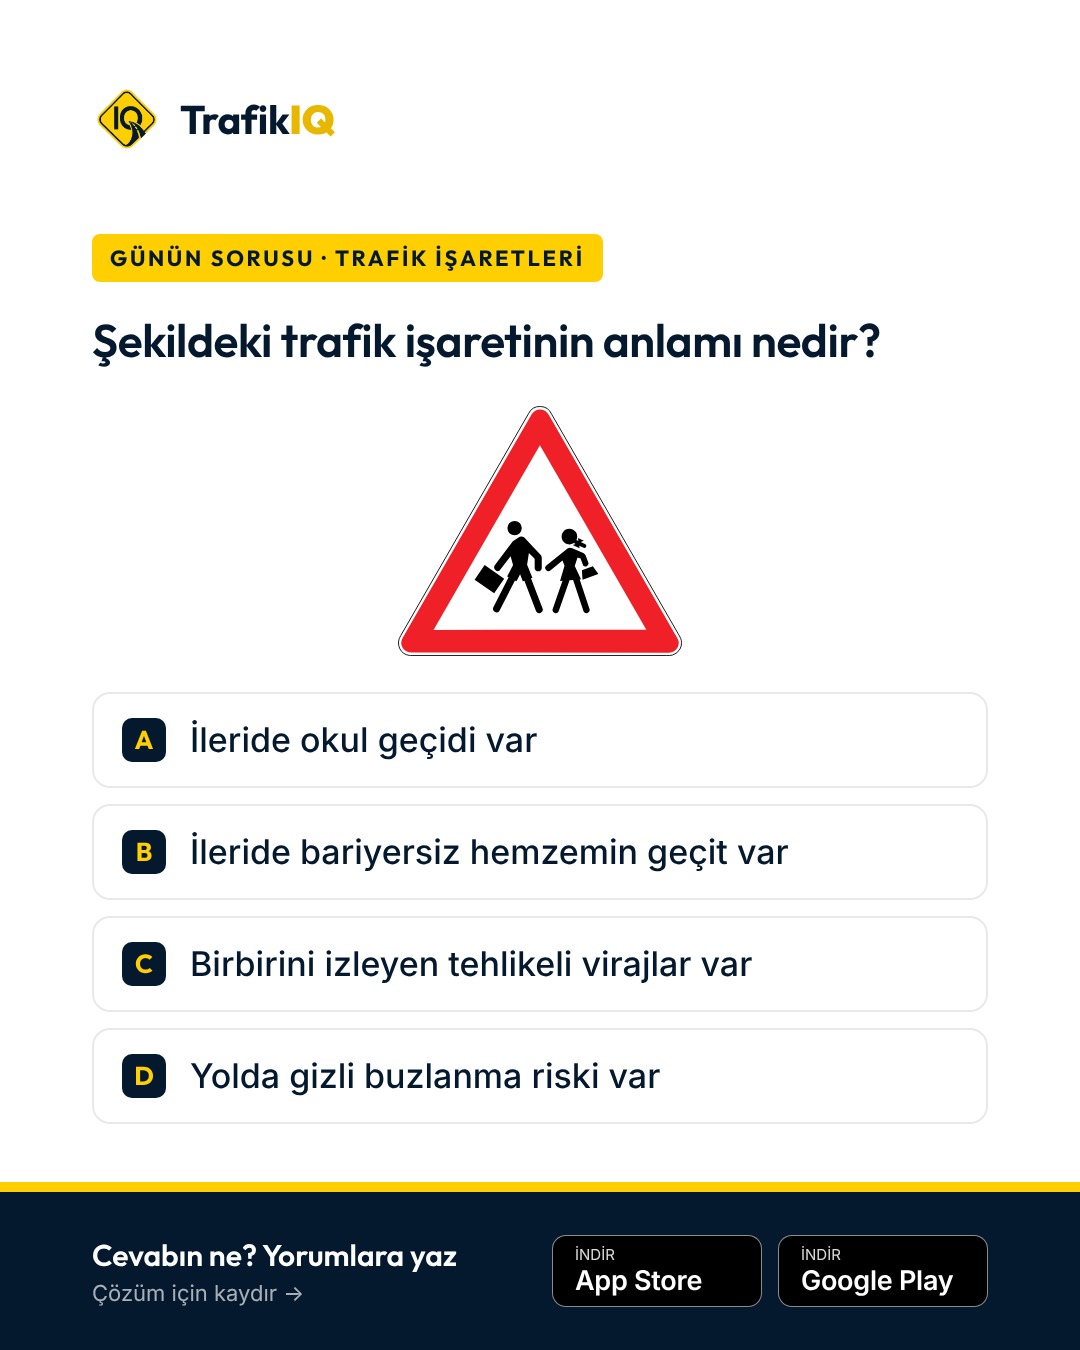 IQ
TrafikIQ
GÜNÜN SORUSU · TRAFİK İŞARETLERİ
Şekildeki trafik işaretinin anlamı nedir?
A İleride okul geçidi var
B İleride bariyersiz hemzemin geçit var
C Birbirini izleyen tehlikeli virajlar var
D Yolda gizli buzlanma riski var
Cevabın ne? Yorumlara yaz
Çözüm için kaydır →
İNDİR
App Store
İNDİR
Google Play